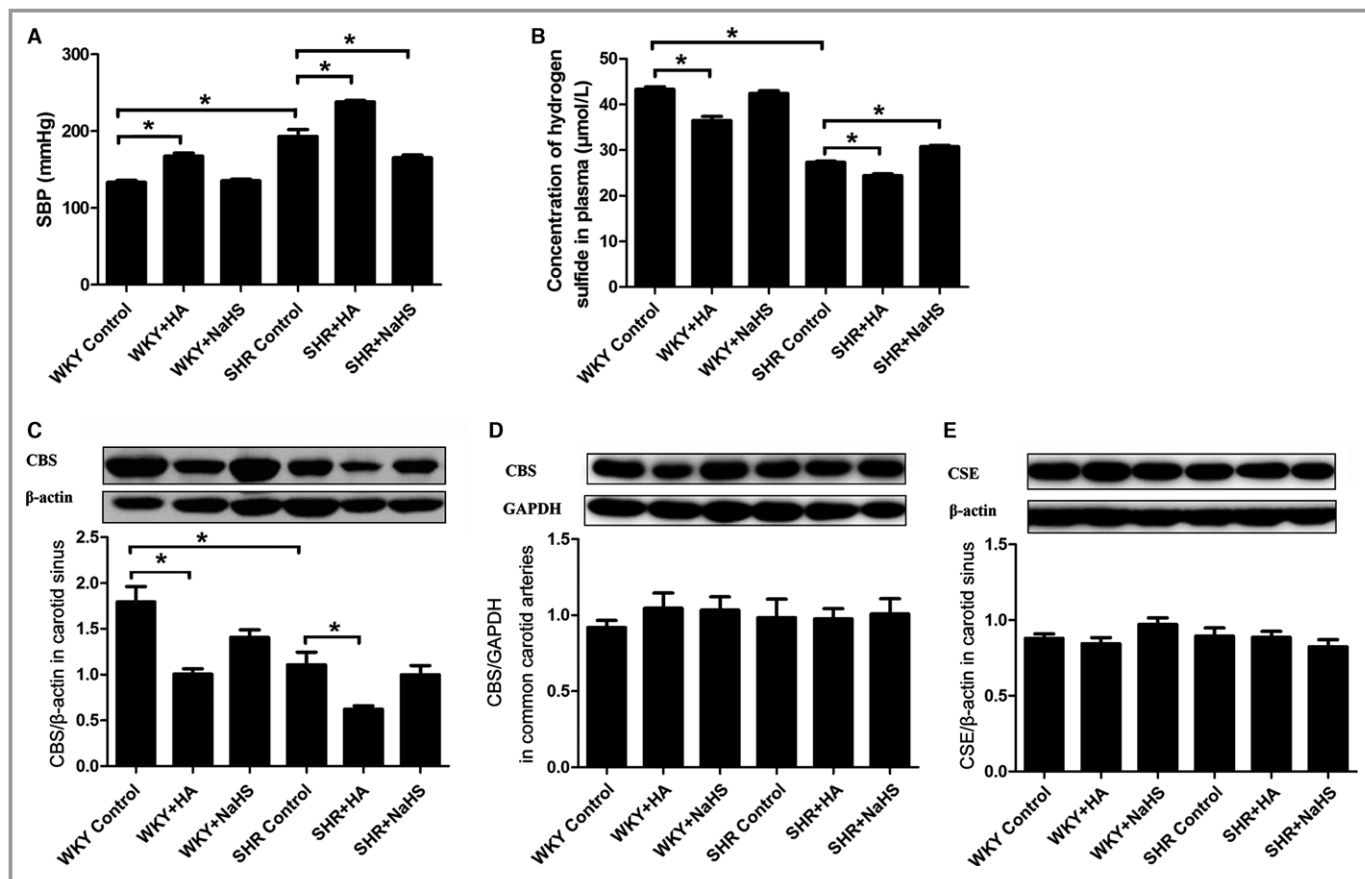 A
*
*
*
*
SBP (mmHg)
300
200
100
0
WKY Control
WKY+HA
WKY+NaHS
SHR Control
SHR+HA
SHR+NaHS
B
*
*
*
*
Concentration of hydrogen
sulfide in plasma (μmol/L)
50
40
30
20
10
0
WKY Control
WKY+HA
WKY+NaHS
SHR Control
SHR+HA
SHR+NaHS
C
CBS
β-actin
*
*
*
CBS/β-actin in carotid sinus
2.5
2.0
1.5
1.0
0.5
0.0
WKY Control
WKY+HA
WKY+NaHS
SHR Control
SHR+HA
SHR+NaHS
D
CBS
GAPDH
CBS/GAPDH
in common carotid arteries
1.5
1.0
0.5
0.0
WKY Control
WKY+HA
WKY+NaHS
SHR Control
SHR+HA
SHR+NaHS
E
CSE
β-actin
CSE/β-actin in carotid sinus
1.5
1.0
0.5
0.0
WKY Control
WKY+HA
WKY+NaHS
SHR Control
SHR+HA
SHR+NaHS